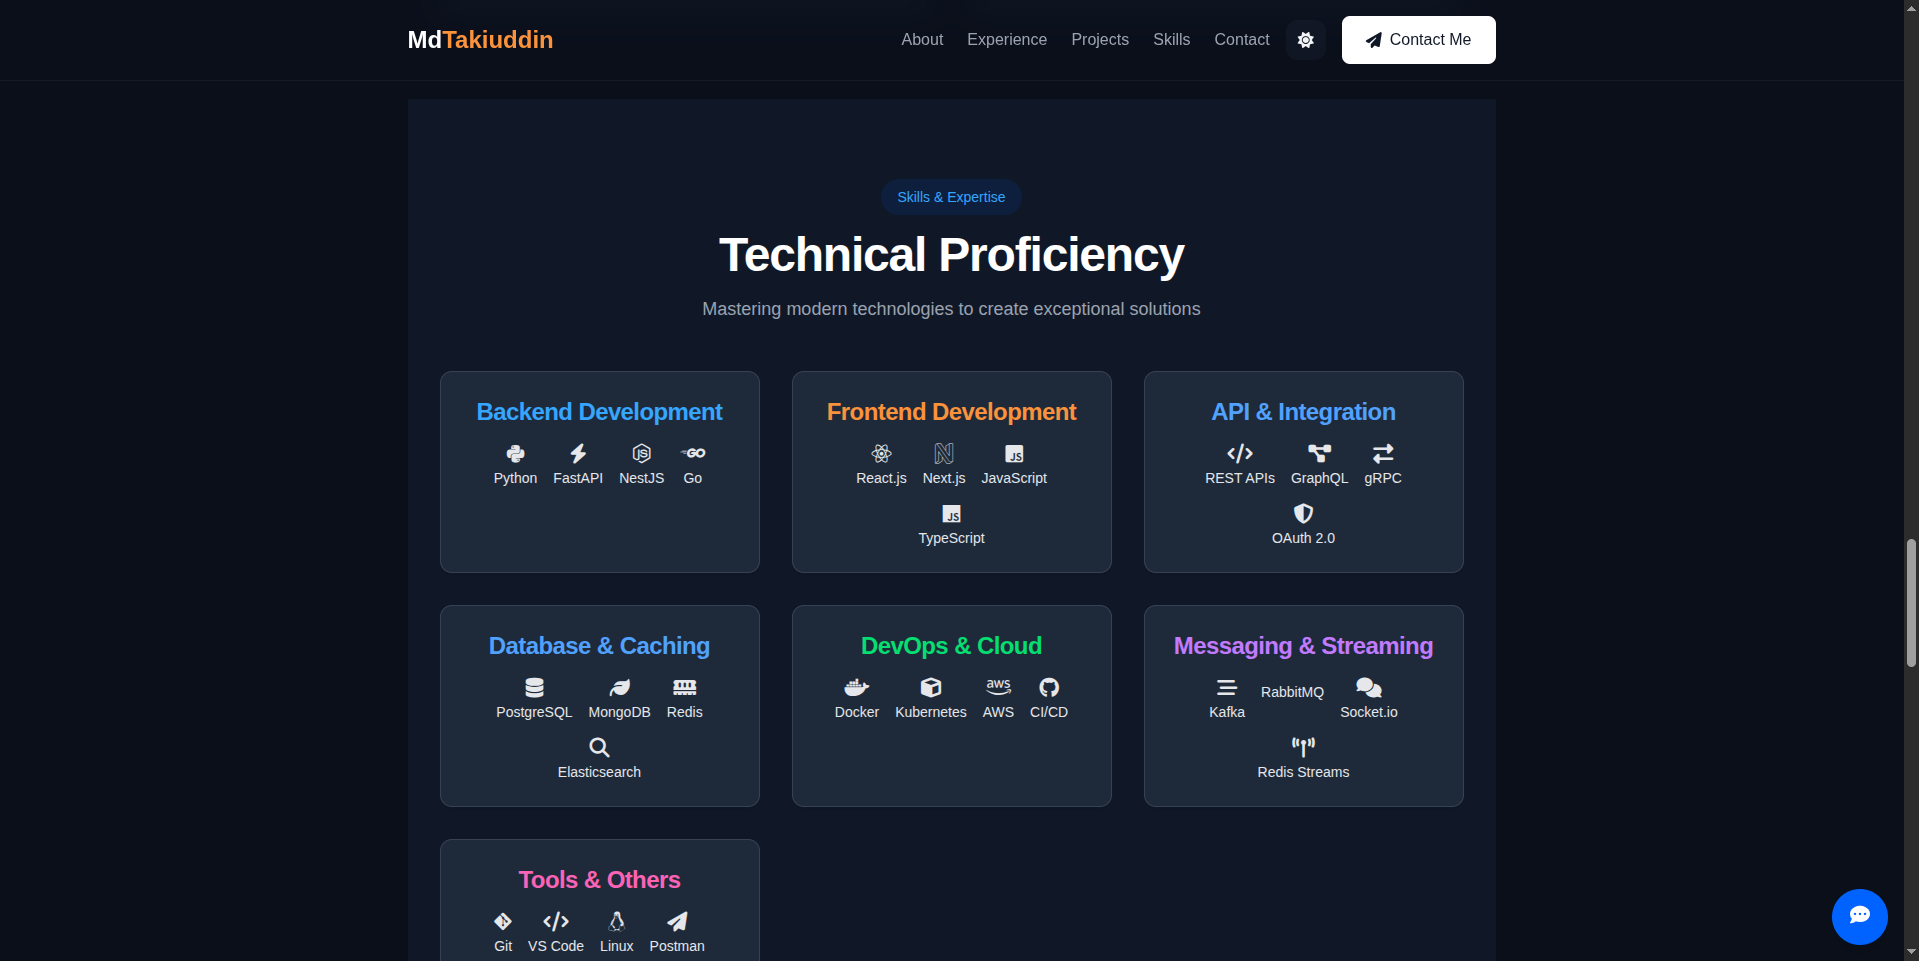 MdTakiuddin
About Experience Projects Skills Contact Contact Me
Skills & Expertise
Technical Proficiency
Mastering modern technologies to create exceptional solutions
Backend Development
Python FastAPI NestJS Go
Frontend Development
React.js Next.js JavaScript
TypeScript
API & Integration
REST APIs GraphQL gRPC
OAuth 2.0
Database & Caching
PostgreSQL MongoDB Redis
Elasticsearch
DevOps & Cloud
Docker Kubernetes AWS CI/CD
Messaging & Streaming
Kafka RabbitMQ Socket.io
Redis Streams
Tools & Others
Git VS Code Linux Postman